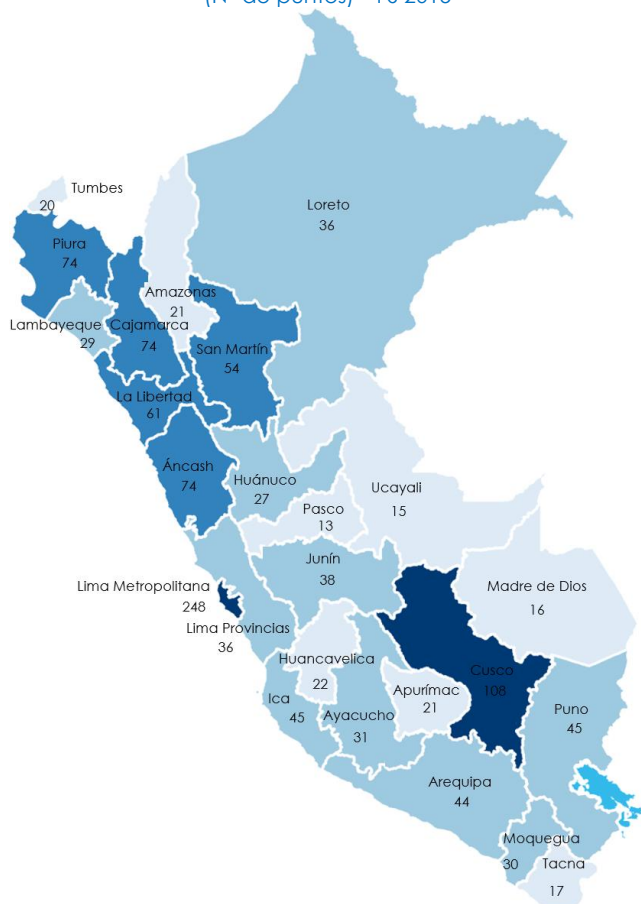 Tumbes
20
Loreto
36
Piura
74
Amazonas
21
Lambayeque
29
Cajamarca
74
San Martín
54
La Libertad
61
Áncash
74
Huánuco
27
Ucayali
15
Pasco
13
Junín
38
Lima Metropolitana
248
Madre de Dios
16
Lima Provincias
36
Huancavelica
22
Cusco
108
Apurímac
21
Ica
45
Ayacucho
31
Puno
45
Arequipa
44
Moquegua
30
Tacna
17